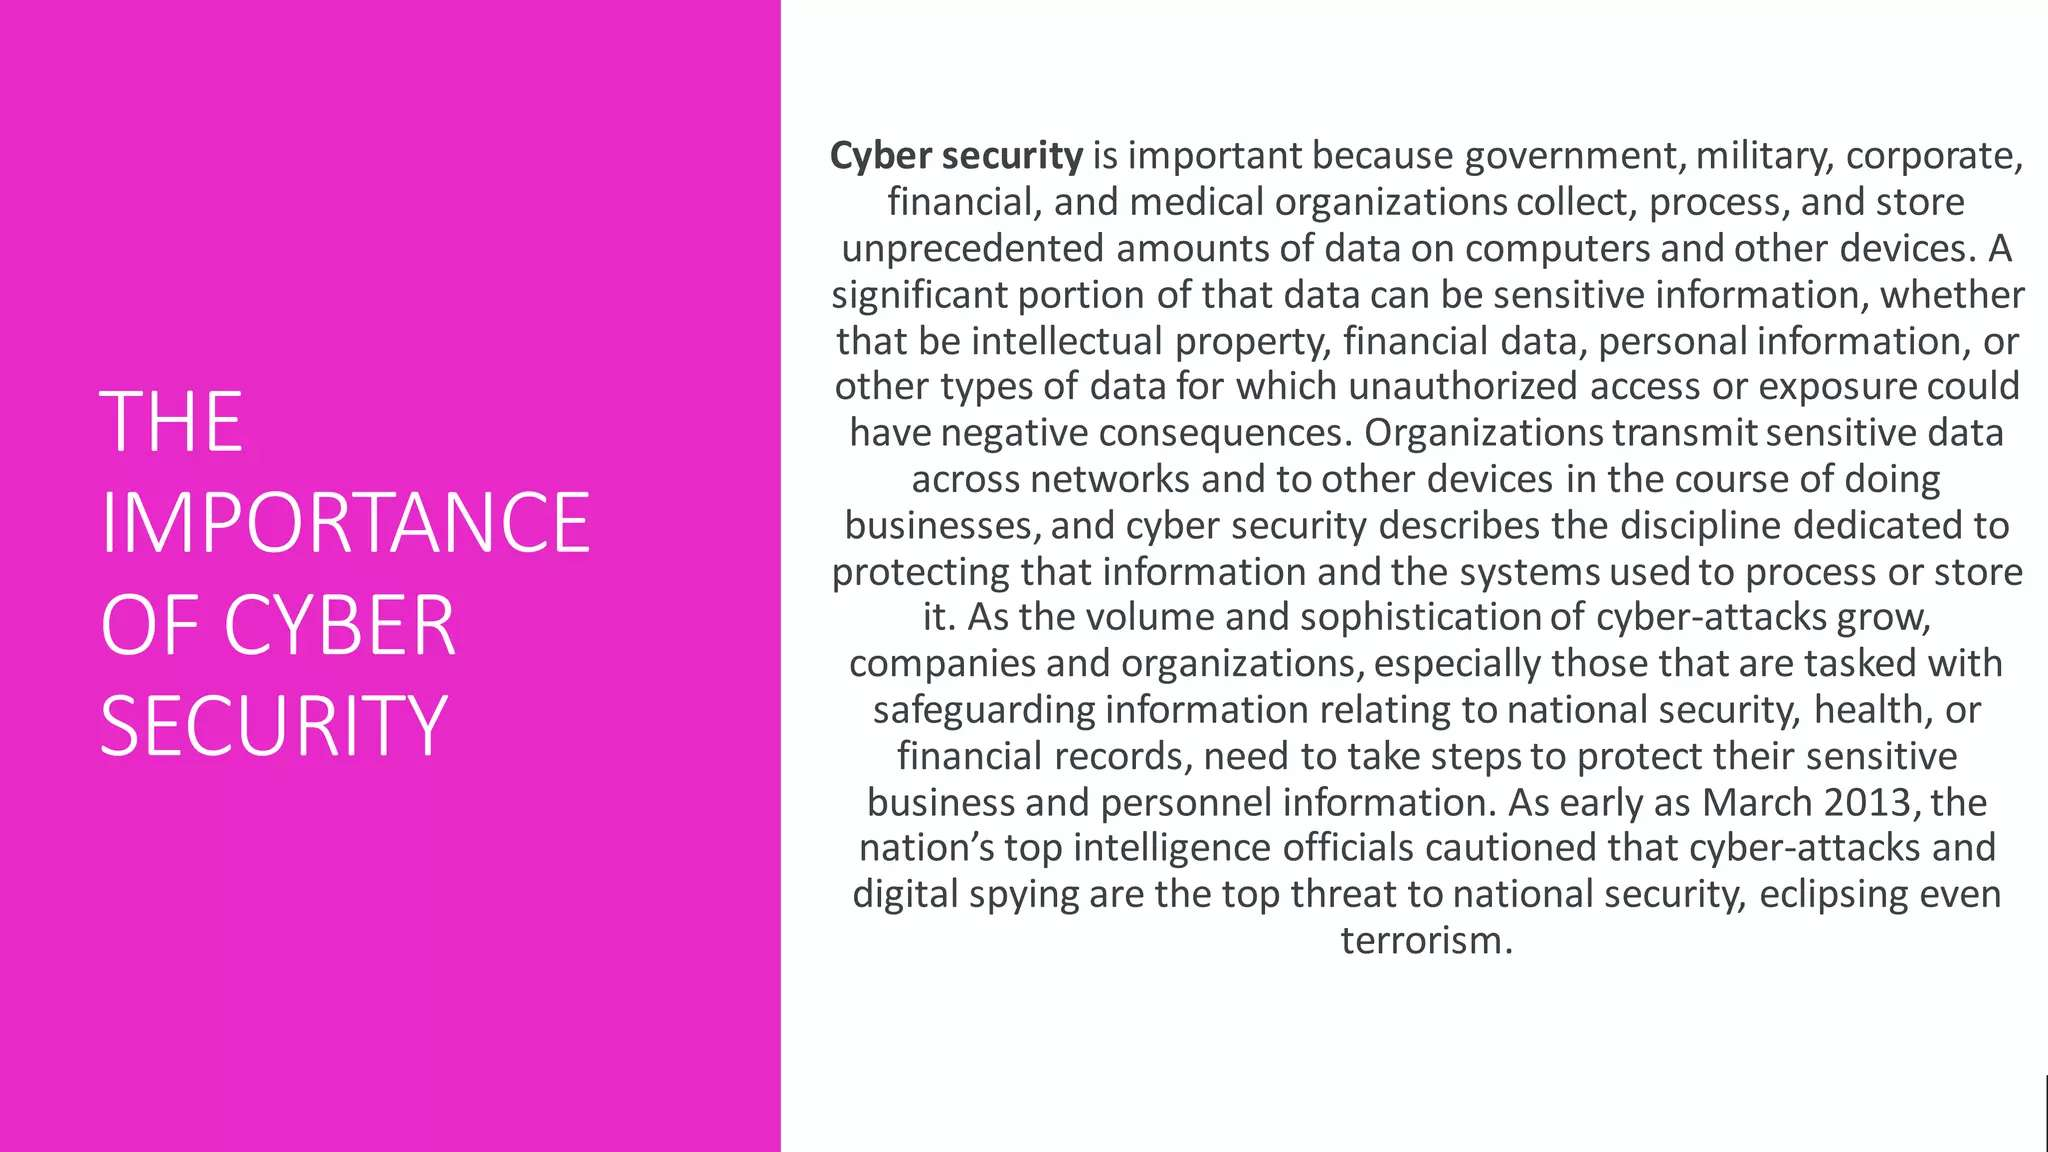 THE
IMPORTANCE
OF CYBER
SECURITY
Cyber security is important because government, military, corporate,
financial, and medical organizations collect, process, and store
unprecedented amounts of data on computers and other devices. A
significant portion of that data can be sensitive information, whether
that be intellectual property, financial data, personal information, or
other types of data for which unauthorized access or exposure could
have negative consequences. Organizations transmit sensitive data
across networks and to other devices in the course of doing
businesses, and cyber security describes the discipline dedicated to
protecting that information and the systems used to process or store
it. As the volume and sophistication of cyber-attacks grow,
companies and organizations, especially those that are tasked with
safeguarding information relating to national security, health, or
financial records, need to take steps to protect their sensitive
business and personnel information. As early as March 2013, the
nation’s top intelligence officials cautioned that cyber-attacks and
digital spying are the top threat to national security, eclipsing even
terrorism.